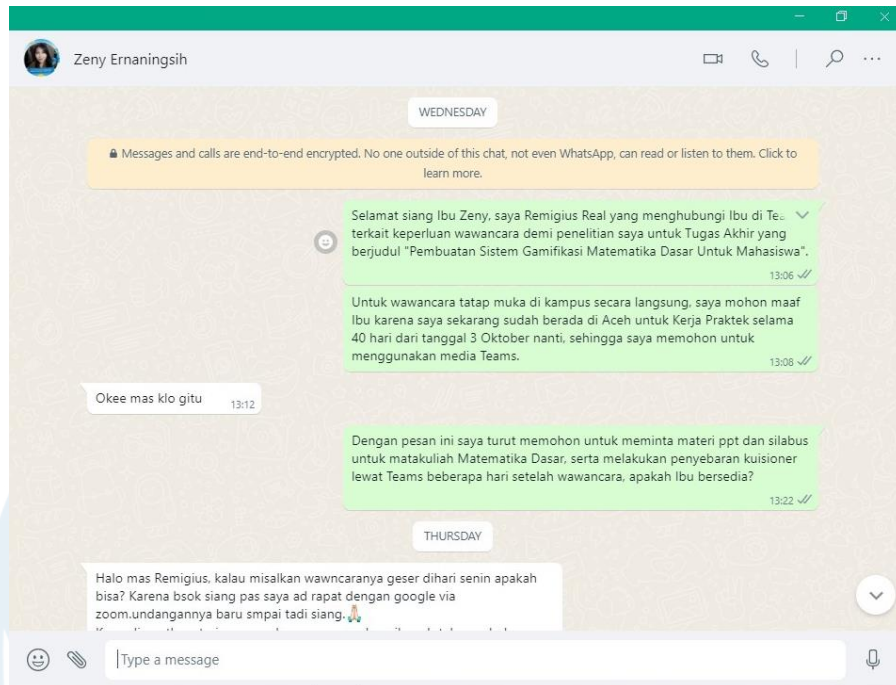 Zeny Ernaningsih
WEDNESDAY
Messages and calls are end-to-end encrypted. No one outside of this chat, not even WhatsApp, can read or listen to them. Click to
learn more.
Selamat siang Ibu Zeny, saya Remigius Real yang menghubungi Ibu di
terkait keperluan wawancara demi penelitian saya untuk Tugas Akhir yang
berjudul "Pembuatan Sistem Gamifikasi Matematika Dasar Untuk Mahasiswa".
13:06
Untuk wawancara tatap muka di kampus secara langsung, saya mohon maaf
Ibu karena saya sekarang sudah berada di Aceh untuk Kerja Praktek selama
40 hari dari tanggal 3 Oktober nanti, sehingga saya memohon untuk
menggunakan media Teams.
13:08
Okee mas klo gitu
13:12
Dengan pesan ini saya turut memohon untuk meminta materi ppt dan silabus
untuk matakuliah Matematika Dasar, serta melakukan penyebaran kuisioner
lewat Teams beberapa hari setelah wawancara, apakah Ibu bersedia?
13:22
THURSDAY
Halo mas Remigius, kalau misalkan wawncaranya geser dihari senin apakah
bisa? Karena bsok siang pas saya ad rapat dengan google via
zoom.undangannya baru smpai tadi siang.
Type a message